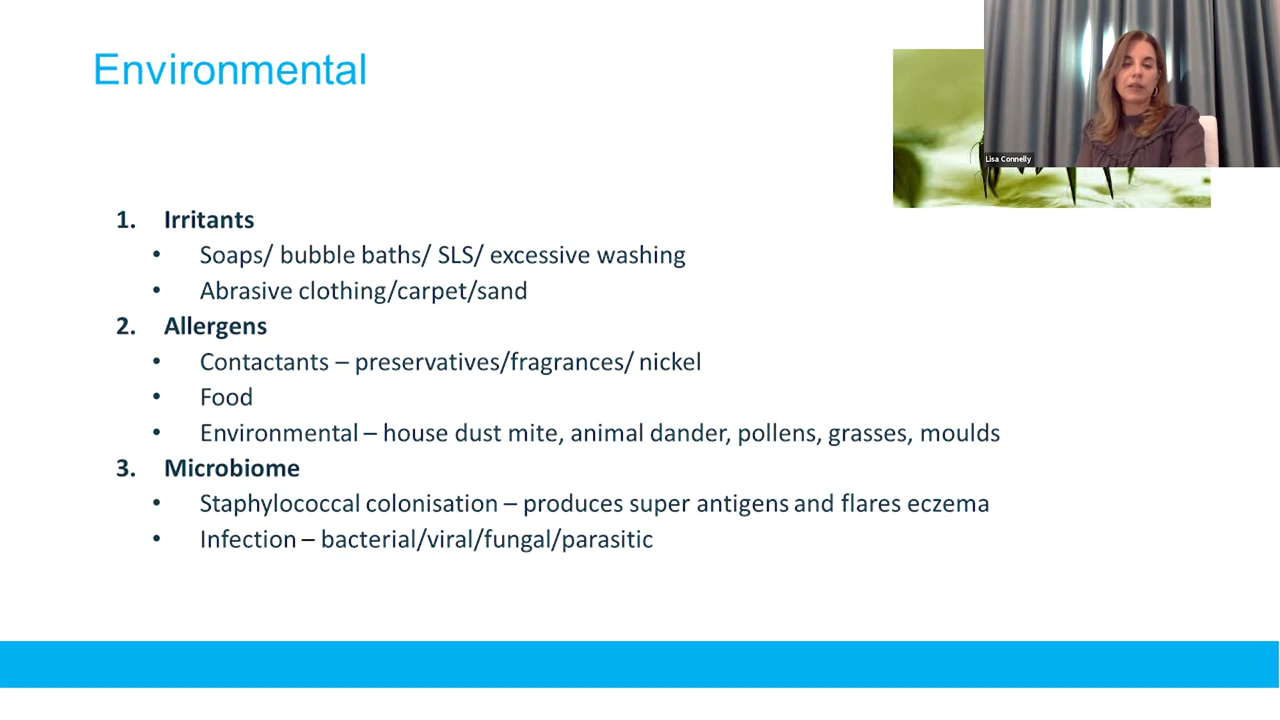 Environmental
Lisa Connelly
1. Irritants
• Soaps/ bubble baths/ SLS/ excessive washing
• Abrasive clothing/carpet/sand
2. Allergens
• Contactants – preservatives/fragrances/ nickel
• Food
• Environmental – house dust mite, animal dander, pollens, grasses, moulds
3. Microbiome
• Staphylococcal colonisation – produces super antigens and flares eczema
• Infection – bacterial/viral/fungal/parasitic